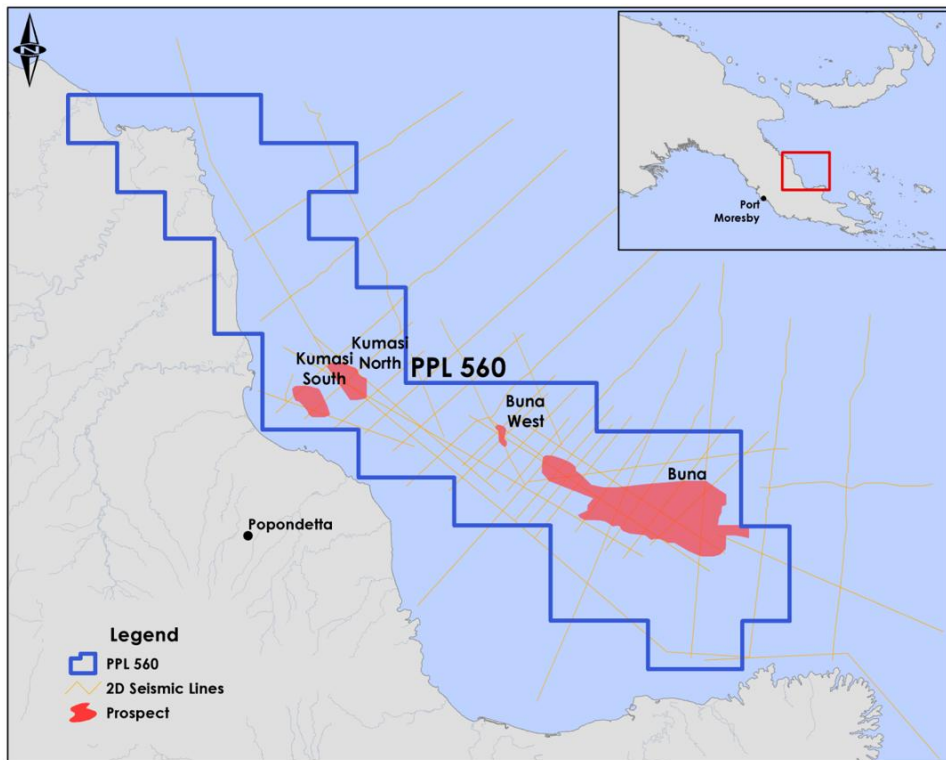 N
Port
Moresby
Kumasi
North
Kumasi
South
PPL 560
Buna
West
Buna
Popondetta
Legend
PPL 560
2D Seismic Lines
Prospect